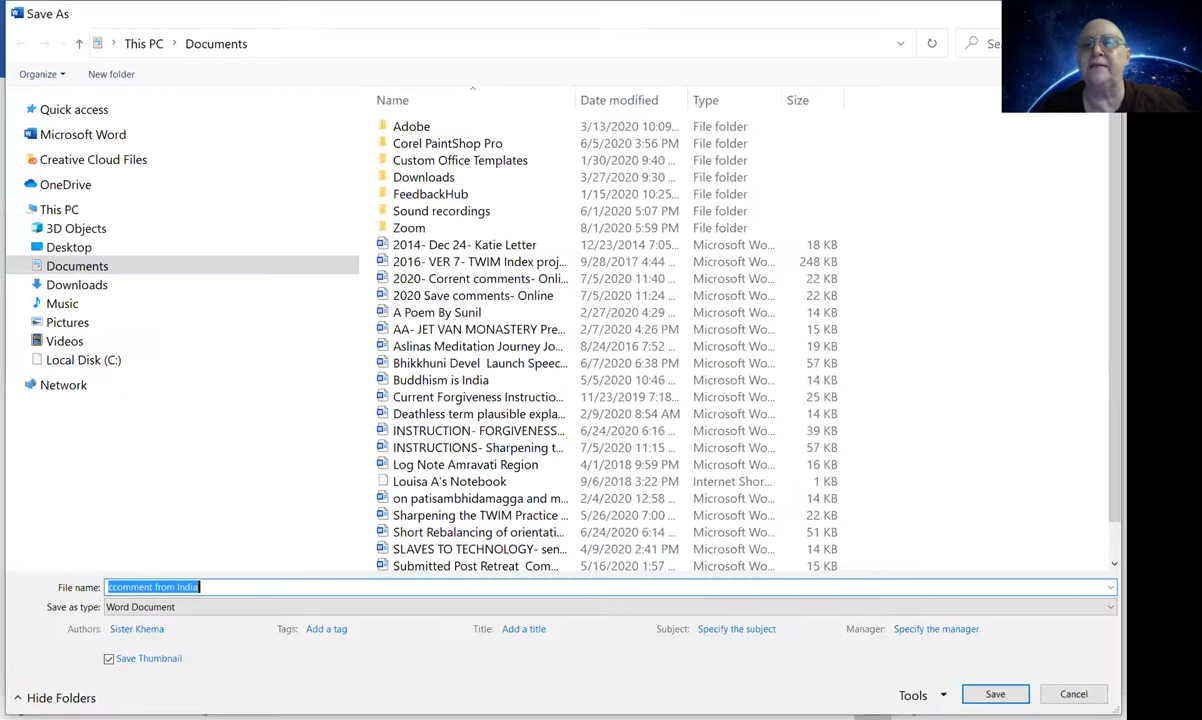 Save As
This PC > Documents
Organize
New folder
Name Date modified Type Size
Quick access
Microsoft Word
Creative Cloud Files
OneDrive
This PC
3D Objects
Desktop
Documents
Downloads
Music
Pictures
Videos
Local Disk (C:)
Network
Adobe 3/13/2020 10:09... File folder
Corel PaintShop Pro 6/5/2020 3:56 PM File folder
Custom Office Templates 1/30/2020 9:40 ... File folder
Downloads 3/27/2020 9:30 ... File folder
FeedbackHub 1/15/2020 10:25... File folder
Sound recordings 6/1/2020 5:07 PM File folder
Zoom 8/1/2020 5:59 PM File folder
2014- Dec 24- Katie Letter 12/23/2014 7:05... Microsoft Wo... 18 KB
2016- VER 7- TWIM Index proj... 9/28/2017 4:44 ... Microsoft Wo... 248 KB
2020- Corrent comments- Onli... 7/5/2020 11:40 ... Microsoft Wo... 22 KB
2020 Save comments- Online 7/5/2020 11:24 ... Microsoft Wo... 22 KB
A Poem By Sunil 2/27/2020 4:29 ... Microsoft Wo... 14 KB
AA- JET VAN MONASTERY Pre... 2/7/2020 4:26 PM Microsoft Wo... 15 KB
Aslinas Meditation Journey Jo... 8/24/2016 7:52 ... Microsoft Wo... 19 KB
Bhikkhuni Devel Launch Speec... 6/7/2020 6:38 PM Microsoft Wo... 57 KB
Buddhism is India 5/5/2020 10:46 ... Microsoft Wo... 14 KB
Current Forgiveness Instructio... 11/23/2019 7:18... Microsoft Wo... 25 KB
Deathless term plausible expla... 2/9/2020 8:54 AM Microsoft Wo... 14 KB
INSTRUCTION- FORGIVENESS... 6/24/2020 6:16 ... Microsoft Wo... 39 KB
INSTRUCTIONS- Sharpening t... 7/5/2020 11:15 ... Microsoft Wo... 57 KB
Log Note Amravati Region 4/1/2018 9:59 PM Microsoft Wo... 16 KB
Louisa A's Notebook 9/6/2018 3:22 PM Internet Shor... 1 KB
on patisambhidamagga and m... 2/4/2020 12:58 ... Microsoft Wo... 14 KB
Sharpening the TWIM Practice ... 5/26/2020 7:00 ... Microsoft Wo... 22 KB
Short Rebalancing of orientati... 6/24/2020 6:14 ... Microsoft Wo... 51 KB
SLAVES TO TECHNOLOGY- sen... 4/9/2020 2:41 PM Microsoft Wo... 14 KB
Submitted Post Retreat Com... 5/16/2020 1:57 ... Microsoft Wo... 15 KB
File name: ccomment from India
Save as type: Word Document
Authors: Sister Khema Tags: Add a tag Title: Add a title Subject: Specify the subject Manager: Specify the manager
Save Thumbnail
Hide Folders Tools Save Cancel